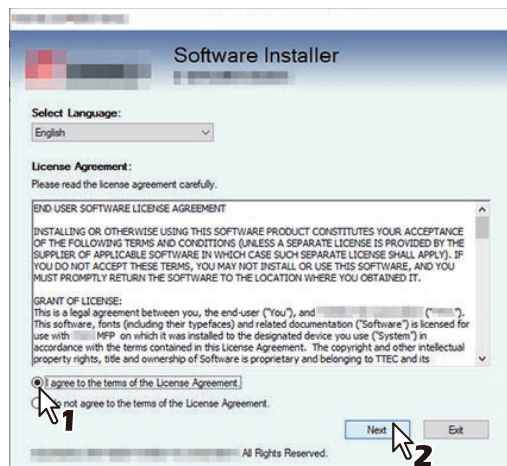 Software Installer
Select Language:
English
License Agreement:
Please read the license agreement carefully.
END USER SOFTWARE LICENSE AGREEMENT
INSTALLING OR OTHERWISE USING THIS SOFTWARE PRODUCT CONSTITUTES YOUR ACCEPTANCE
OF THE FOLLOWING TERMS AND CONDITIONS (UNLESS A SEPARATE LICENSE IS PROVIDED BY THE
SUPPLIER OF APPLICABLE SOFTWARE IN WHICH CASE SUCH SEPARATE LICENSE SHALL APPLY). IF
YOU DO NOT ACCEPT THESE TERMS, YOU MAY NOT INSTALL OR USE THIS SOFTWARE, AND YOU
MUST PROMPTLY RETURN THE SOFTWARE TO THE LOCATION WHERE YOU OBTAINED IT.
GRANT OF LICENSE:
This is a legal agreement between you, the end-user ("You"), and (" ").
This software, fonts (including their typefaces) and related documentation ("Software") is licensed for
use with MFP on which it was installed to the designated device you use ("System") in
accordance with the terms contained in this License Agreement. The copyright and other intellectual
property rights, title and ownership of Software is proprietary and belonging to TTEC and its
I agree to the terms of the License Agreement.
not agree to the terms of the License Agreement.
1
Next Exit
2
All Rights Reserved.